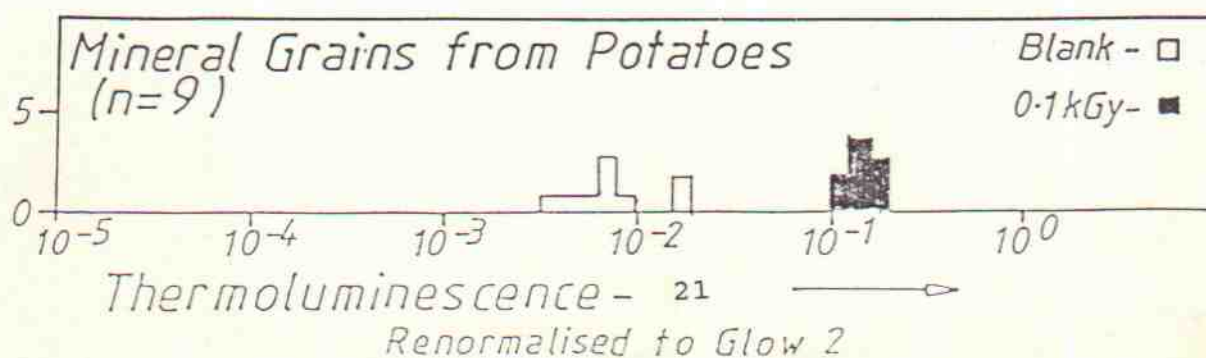 Mineral Grains from Potatoes
(n=9)
Blank - □
0·1kGy- ■
5
0
10⁻⁵ 10⁻⁴ 10⁻³ 10⁻² 10⁻¹ 10⁰
Thermoluminescence - 21
Renormalised to Glow 2